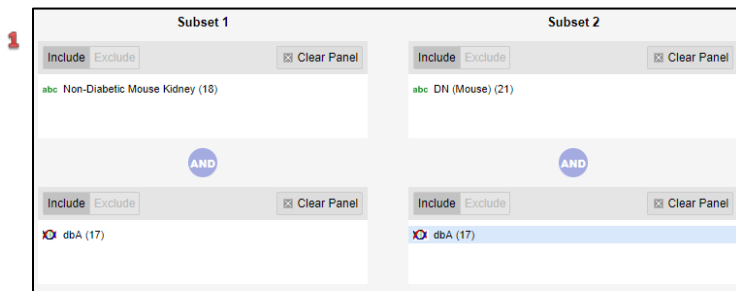 1
Subset 1
Subset 2
Include Exclude
Clear Panel
Include Exclude
Clear Panel
abc Non-Diabetic Mouse Kidney (18)
abc DN (Mouse) (21)
AND
AND
Include Exclude
Clear Panel
Include Exclude
Clear Panel
dbA (17)
dbA (17)